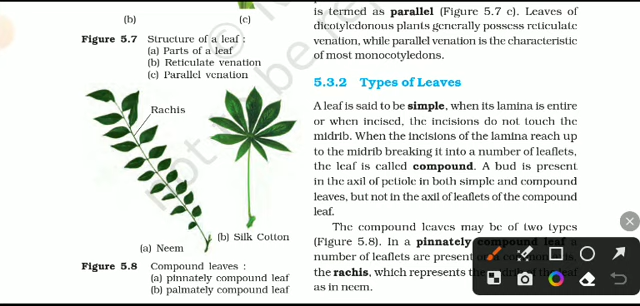 (b)
(c)
Figure 5.7 Structure of a leaf :
(a) Parts of a leaf
(b) Reticulate venation
(c) Parallel venation
Rachis
(b) Silk Cotton
(a) Neem
Figure 5.8 Compound leaves :
(a) pinnately compound leaf
(b) palmately compound leaf
is termed as parallel (Figure 5.7 c). Leaves of
dicotyledonous plants generally possess reticulate
venation, while parallel venation is the characteristic
of most monocotyledons.
5.3.2 Types of Leaves
A leaf is said to be simple, when its lamina is entire
or when incised, the incisions do not touch the
midrib. When the incisions of the lamina reach up
to the midrib breaking it into a number of leaflets,
the leaf is called compound. A bud is present
in the axil of petiole in both simple and compound
leaves, but not in the axil of leaflets of the compound
leaf.
The compound leaves may be of two types
(Figure 5.8). In a pinnately compound leaf a
number of leaflets are present
the rachis, which represents the
as in neem.
not be